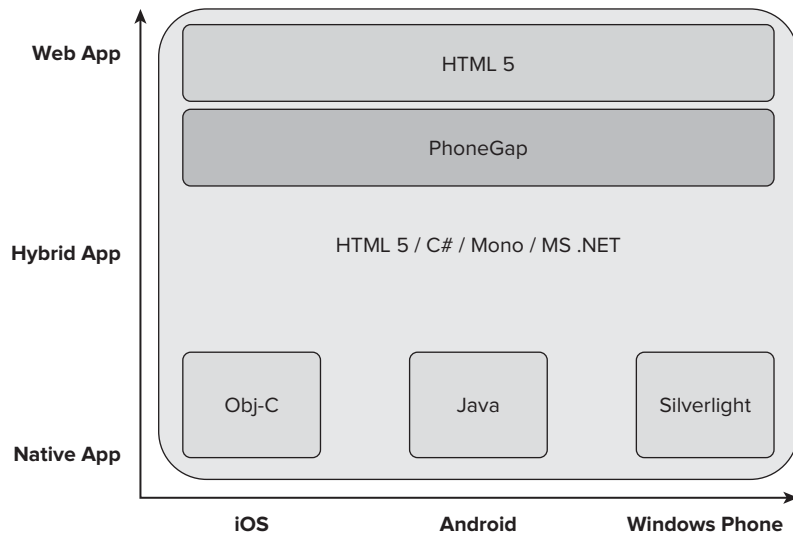 Web App
HTML 5
PhoneGap
Hybrid App
HTML 5 / C# / Mono / MS .NET
Obj-C
Java
Silverlight
Native App
iOS
Android
Windows Phone